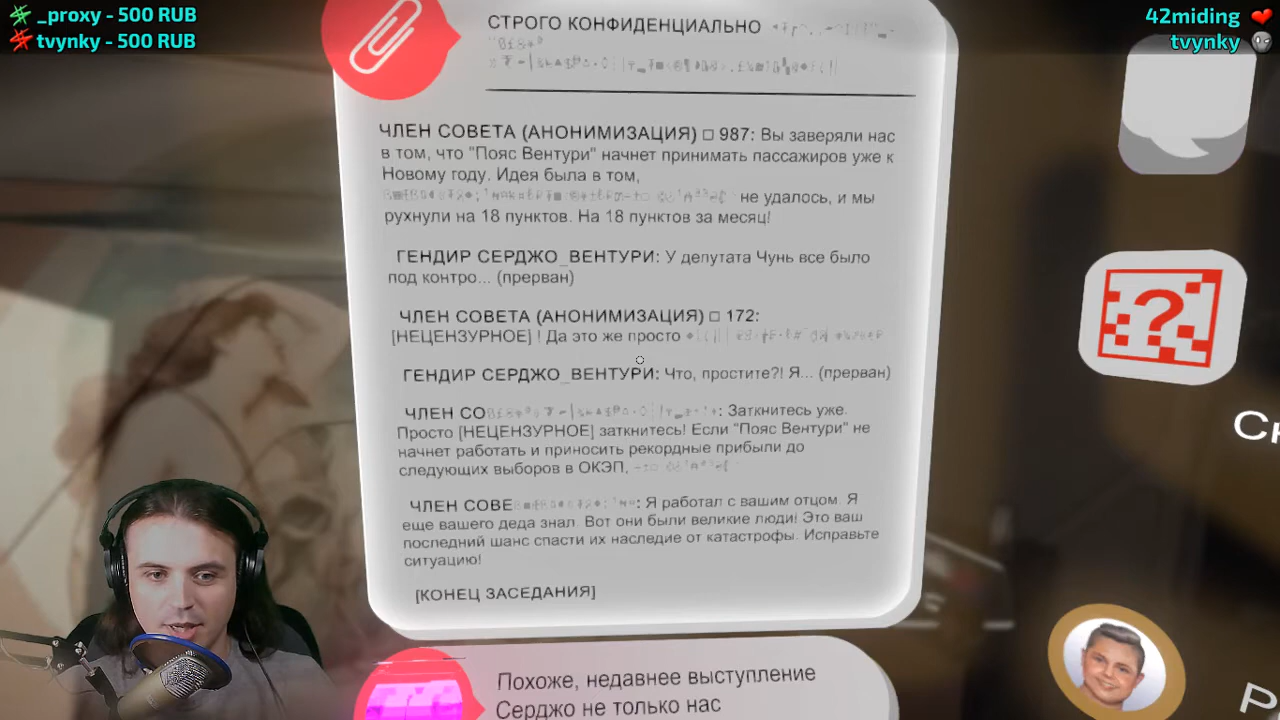 _proxy - 500 RUB
tvynky - 500 RUB
42miding
tvynky
СТРОГО КОНФИДЕНЦИАЛЬНО
ЧЛЕН СОВЕТА (АНОНИМИЗАЦИЯ) □ 987: Вы заверяли нас
в том, что "Пояс Вентури" начнет принимать пассажиров уже к
Новому году. Идея была в том,
не удалось, и мы
рухнули на 18 пунктов. На 18 пунктов за месяц!
ГЕНДИР СЕРДЖО_ВЕНТУРИ: У депутата Чунь все было
под контро... (прерван)
ЧЛЕН СОВЕТА (АНОНИМИЗАЦИЯ) □ 172:
[НЕЦЕНЗУРНОЕ] ! Да это же просто
ГЕНДИР СЕРДЖО_ВЕНТУРИ: Что, простите?! Я... (прерван)
ЧЛЕН СО : Заткнитесь уже.
Просто [НЕЦЕНЗУРНОЕ] заткнитесь! Если "Пояс Вентури" не
начнет работать и приносить рекордные прибыли до
следующих выборов в ОКЭП,
ЧЛЕН СОВЕ : Я работал с вашим отцом. Я
еще вашего деда знал. Вот они были великие люди! Это ваш
последний шанс спасти их наследие от катастрофы. Исправьте
ситуацию!
[КОНЕЦ ЗАСЕДАНИЯ]
Похоже, недавнее выступление
Серджо не только нас